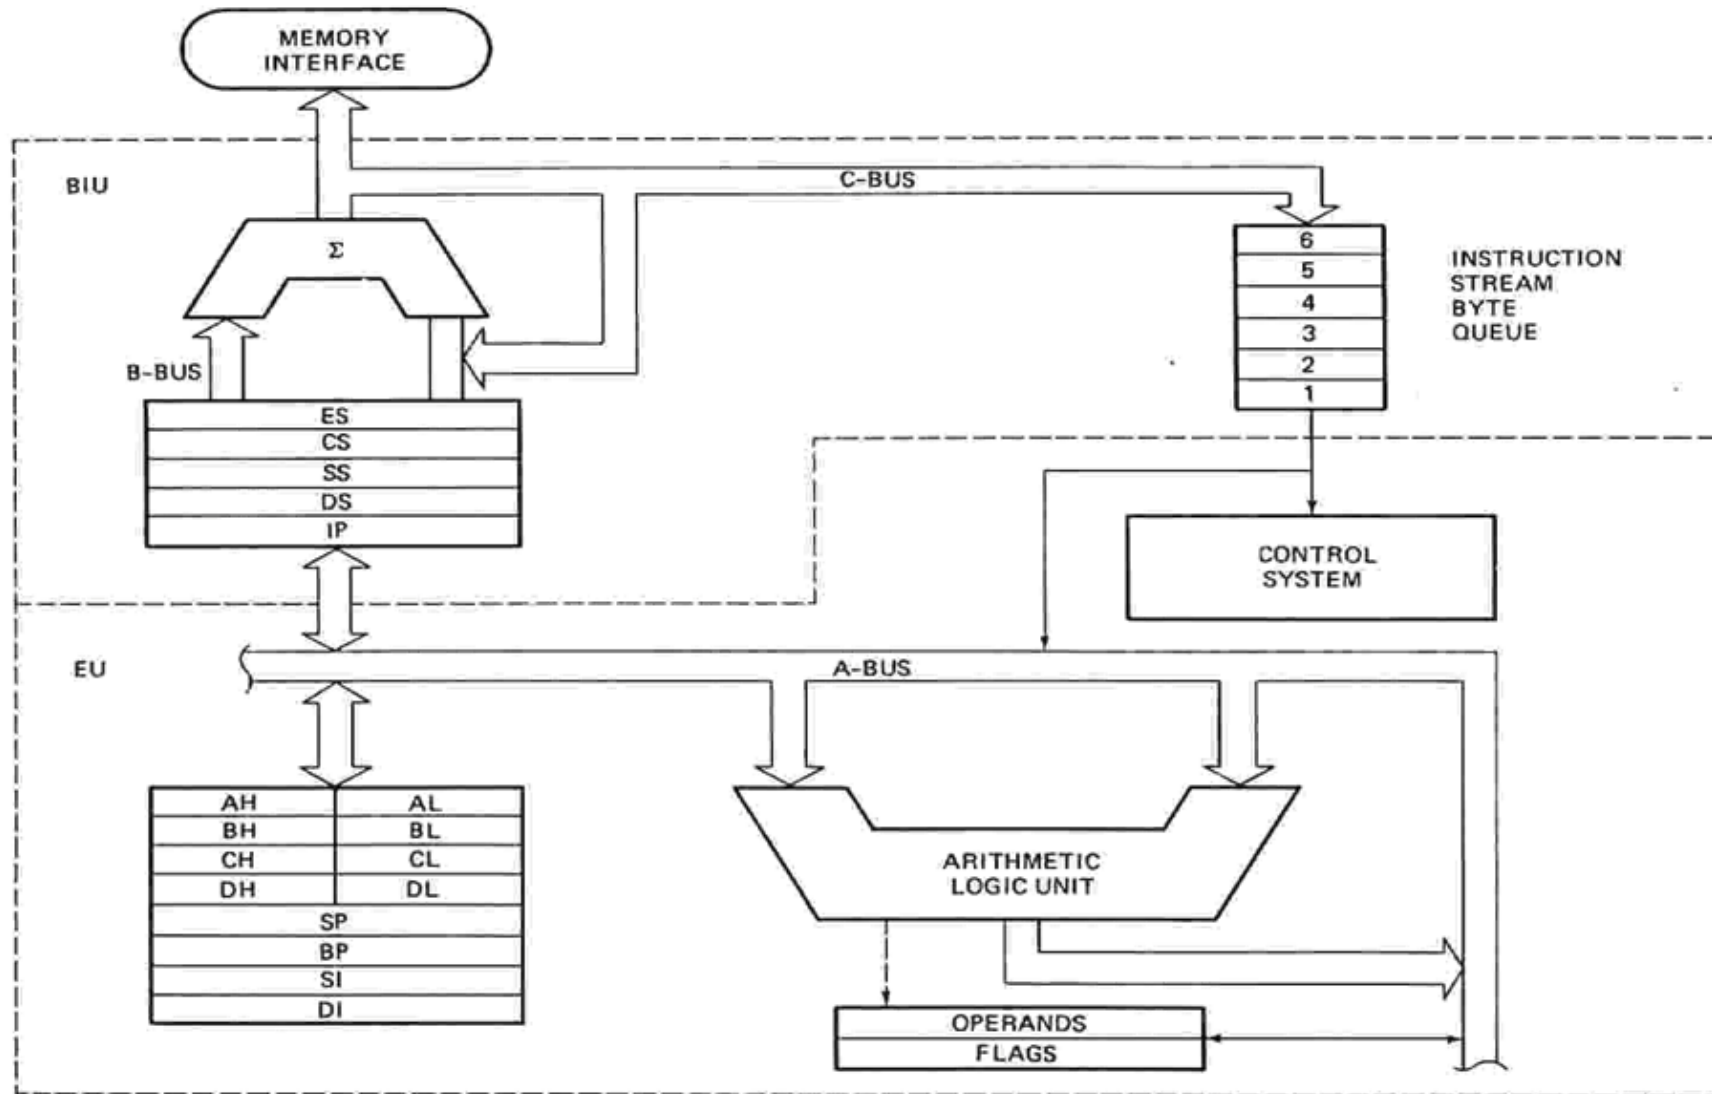 MEMORY
INTERFACE
BIU
C-BUS
Σ
B-BUS
6
5
4
3
2
1
INSTRUCTION
STREAM
BYTE
QUEUE
ES
CS
SS
DS
IP
CONTROL
SYSTEM
EU
A-BUS
AH AL
BH BL
CH CL
DH DL
SP
BP
SI
DI
ARITHMETIC
LOGIC UNIT
OPERANDS
FLAGS